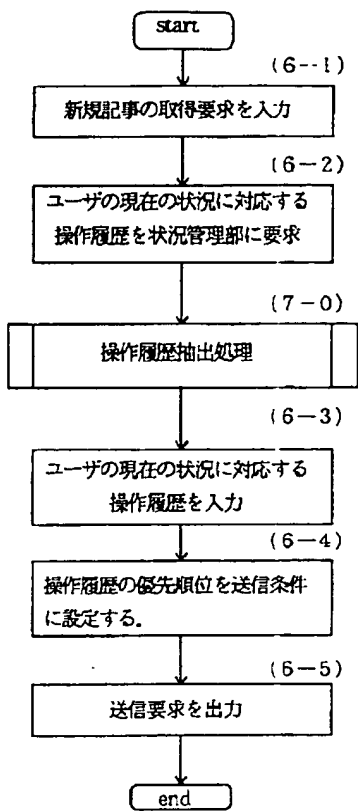 start
(6-1)
新規記事の取得要求を入力
(6-2)
ユーザの現在の状況に対応する
操作履歴を状況管理部に要求
(7-0)
操作履歴抽出処理
(6-3)
ユーザの現在の状況に対応する
操作履歴を入力
(6-4)
操作履歴の優先順位を送信条件
に設定する。
(6-5)
送信要求を出力
end